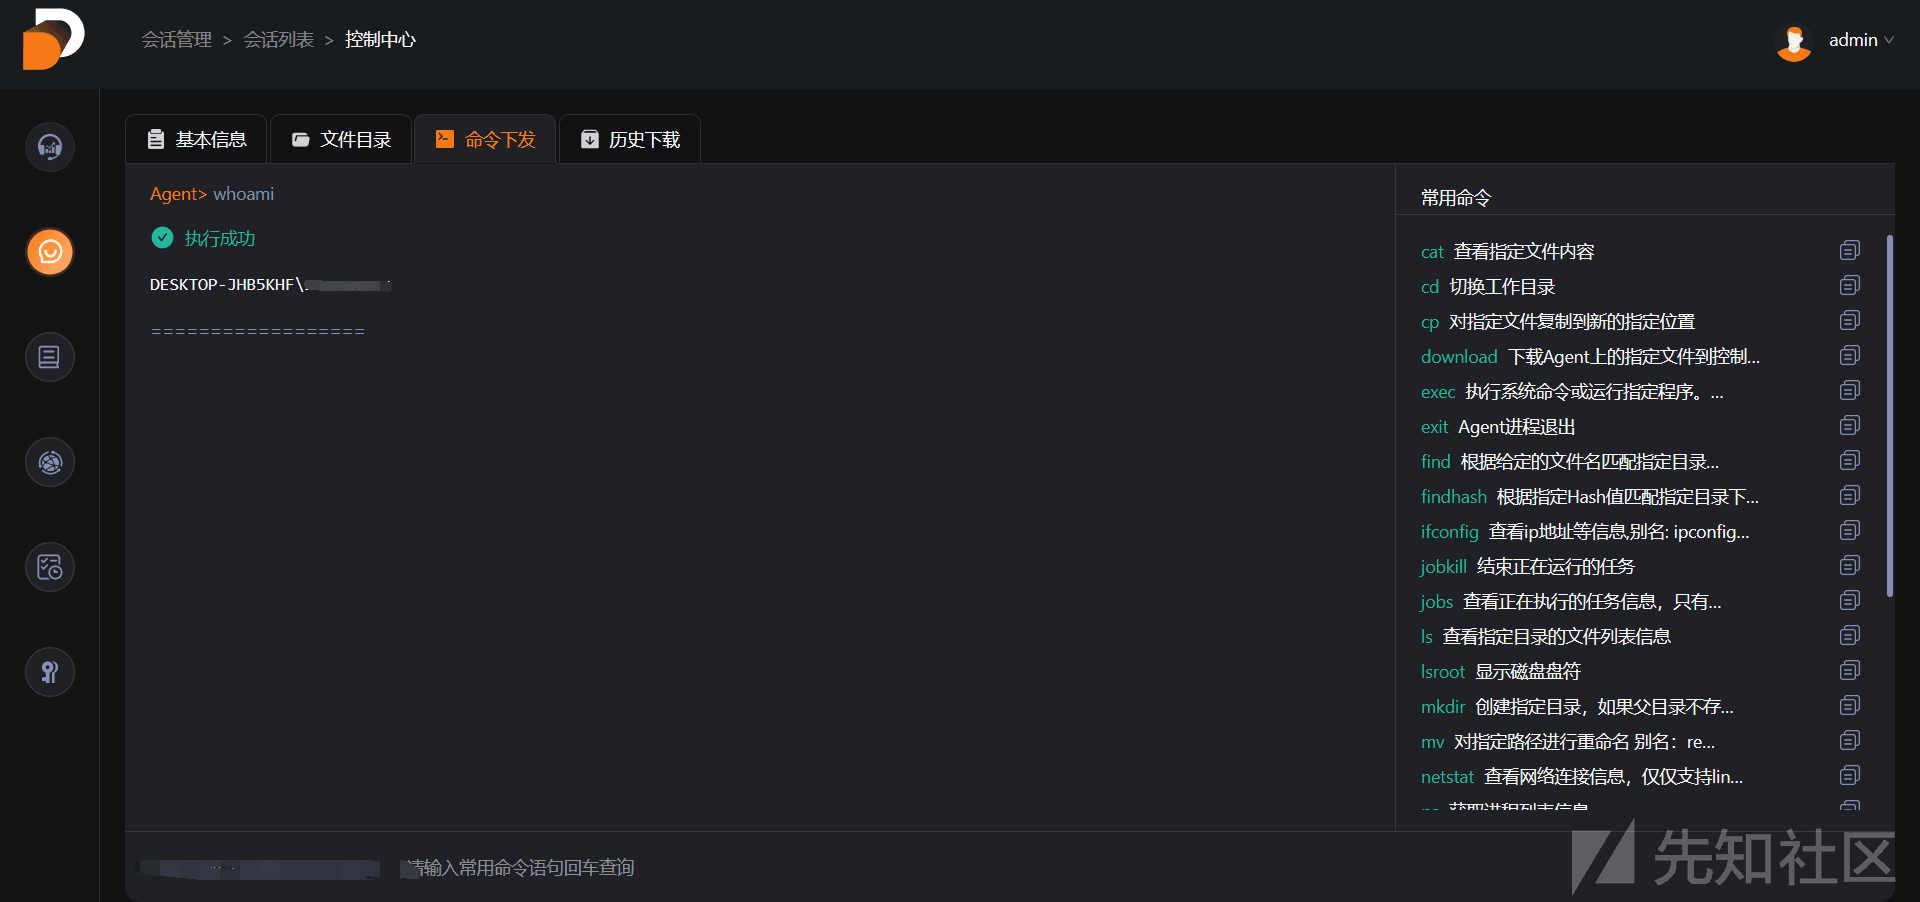 会话管理 > 会话列表 > 控制中心
admin
基本信息
文件目录
命令下发
历史下载
Agent> whoami
执行成功
DESKTOP-JHB5KHF\
==================
常用命令
cat 查看指定文件内容
cd 切换工作目录
cp 对指定文件复制到新的指定位置
download 下载Agent上的指定文件到控制...
exec 执行系统命令或运行指定程序。...
exit Agent进程退出
find 根据给定的文件名匹配指定目录...
findhash 根据指定Hash值匹配指定目录下...
ifconfig 查看ip地址等信息,别名: ipconfig...
jobkill 结束正在运行的任务
jobs 查看正在执行的任务信息，只有...
ls 查看指定目录的文件列表信息
lsroot 显示磁盘盘符
mkdir 创建指定目录，如果父目录不存...
mv 对指定路径进行重命名 别名：re...
netstat 查看网络连接信息，仅仅支持lin...
获取进程列表信息
请输入常用命令语句回车查询
先知社区